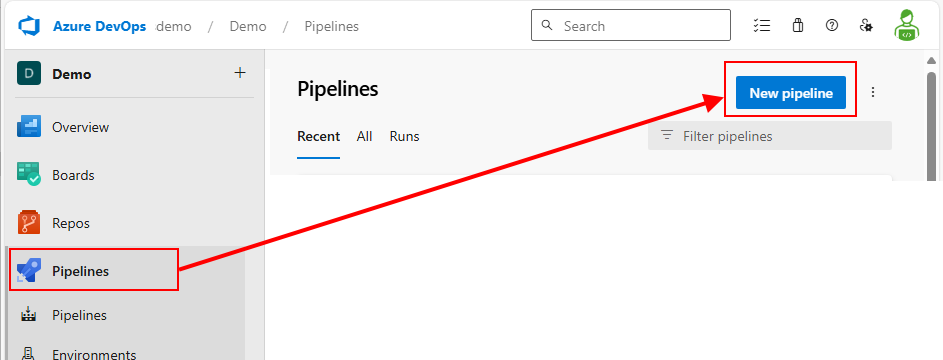 Azure DevOps demo / Demo / Pipelines
Search
D Demo +
Overview
Boards
Repos
Pipelines
Pipelines
Environments
Pipelines
New pipeline
Recent All Runs
Filter pipelines